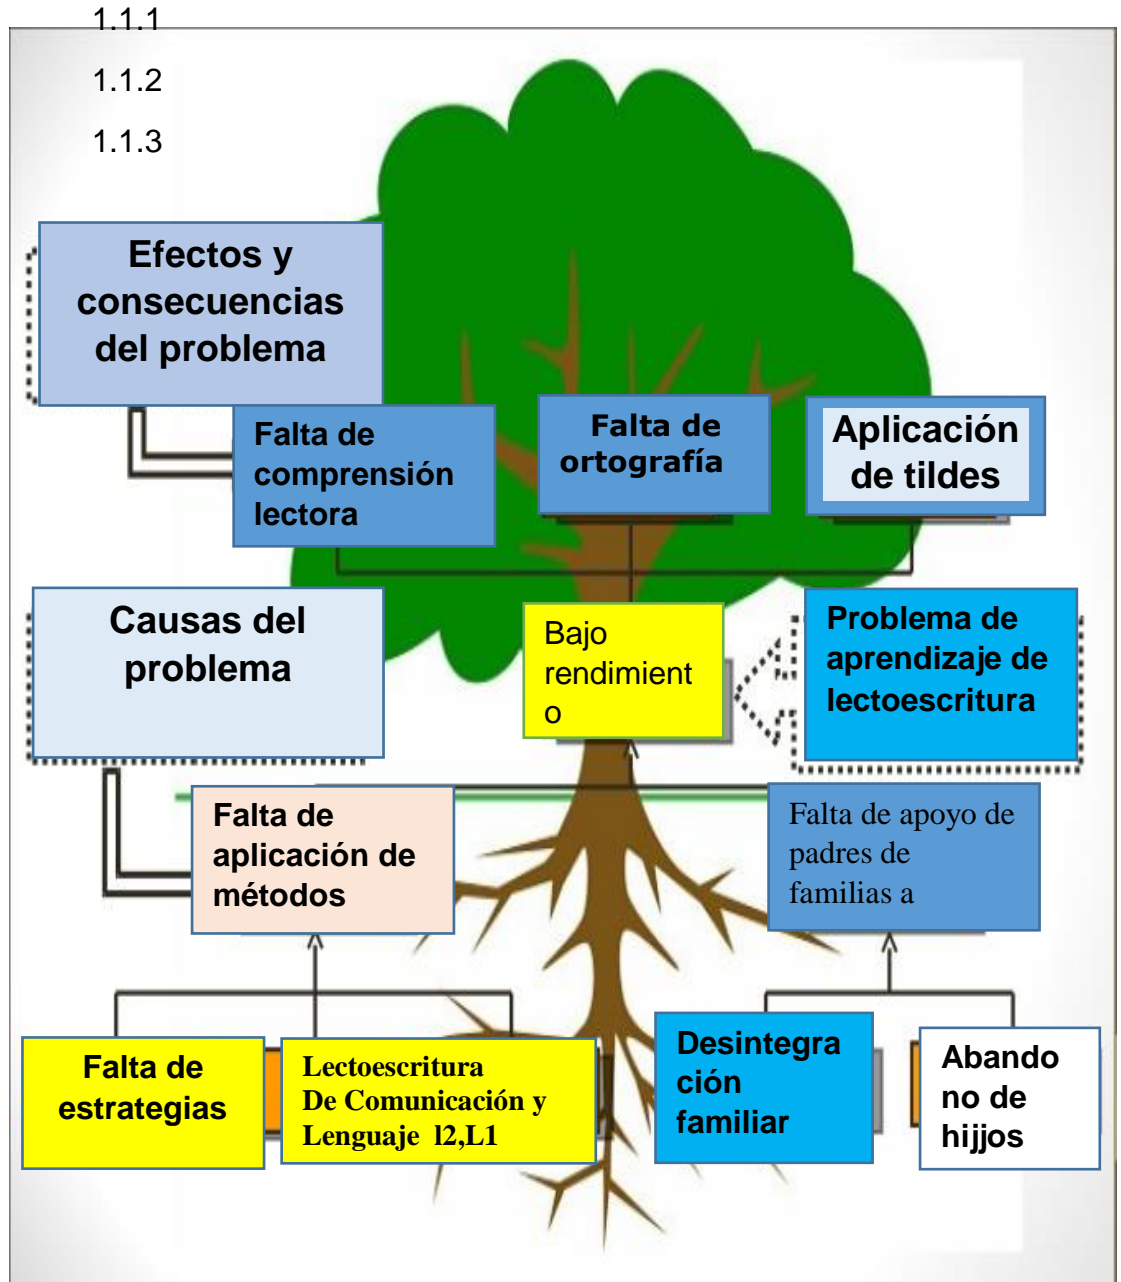 1.1.1
1.1.2
1.1.3
Efectos y
consecuencias
del problema
Falta de
comprensión
lectora
Falta de
ortografía
Aplicación
de tildes
Causas del
problema
Bajo
rendimient
o
Problema de
aprendizaje de
lectoescritura
Falta de
aplicación de
métodos
Falta de apoyo de
padres de
familias a
Falta de
estrategias
Lectoescritura
De Comunicación y
Lenguaje l2,L1
Desintegra
ción
familiar
Abando
no de
hijjos